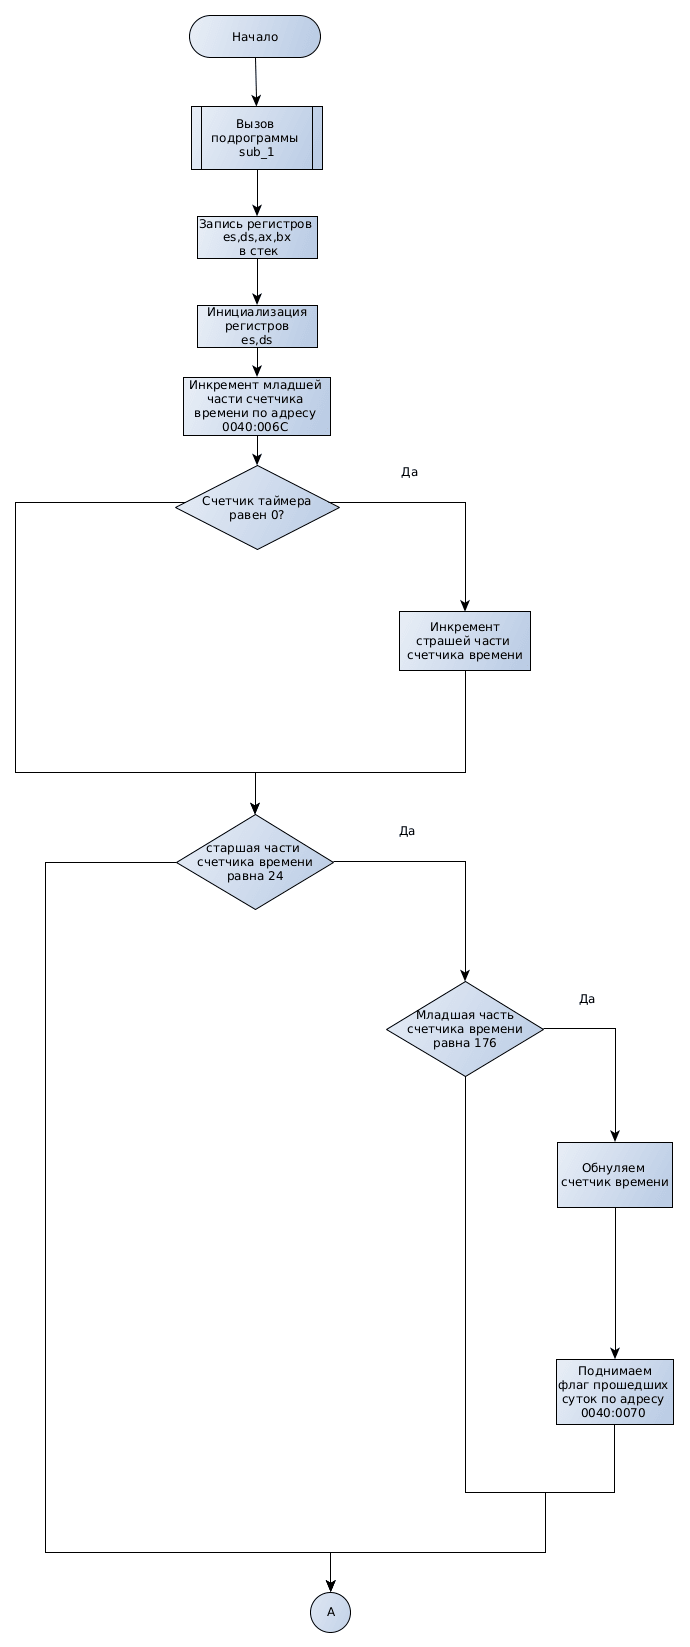 Начало
Вызов
подрограммы
sub_1
Запись регистров
es,ds,ax,bx
в стек
Инициализация
регистров
es,ds
Инкремент младшей
части счетчика
времени по адресу
0040:006C
Да
Счетчик таймера
равен 0?
Инкремент
страшей части
счетчика времени
Да
старшая части
счетчика времени
равна 24
Да
Младшая часть
счетчика времени
равна 176
Обнуляем
счетчик времени
Поднимаем
флаг прошедших
суток по адресу
0040:0070
А